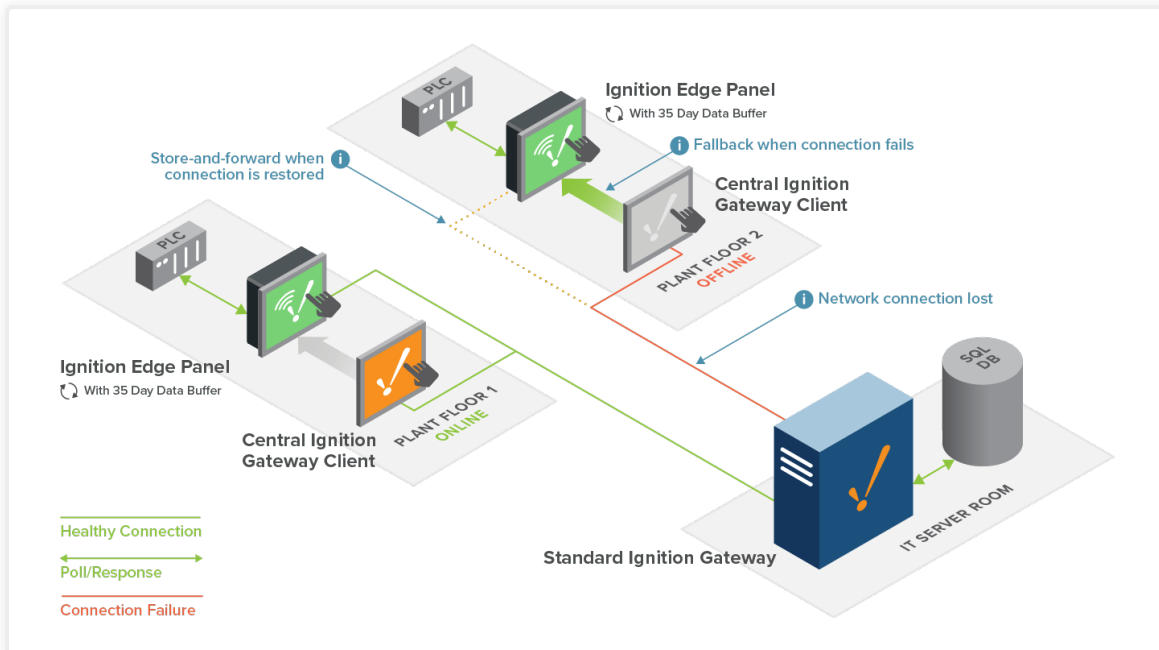 PLC
Ignition Edge Panel
With 35 Day Data Buffer
i
Fallback when connection fails
Store-and-forward when
connection is restored
i
Central Ignition
Gateway Client
PLANT FLOOR 2
OFFLINE
PLC
i
Network connection lost
Ignition Edge Panel
With 35 Day Data Buffer
SQL
DB
PLANT FLOOR 1
ONLINE
Central Ignition
Gateway Client
IT SERVER ROOM
Standard Ignition Gateway
Healthy Connection
Poll/Response
Connection Failure